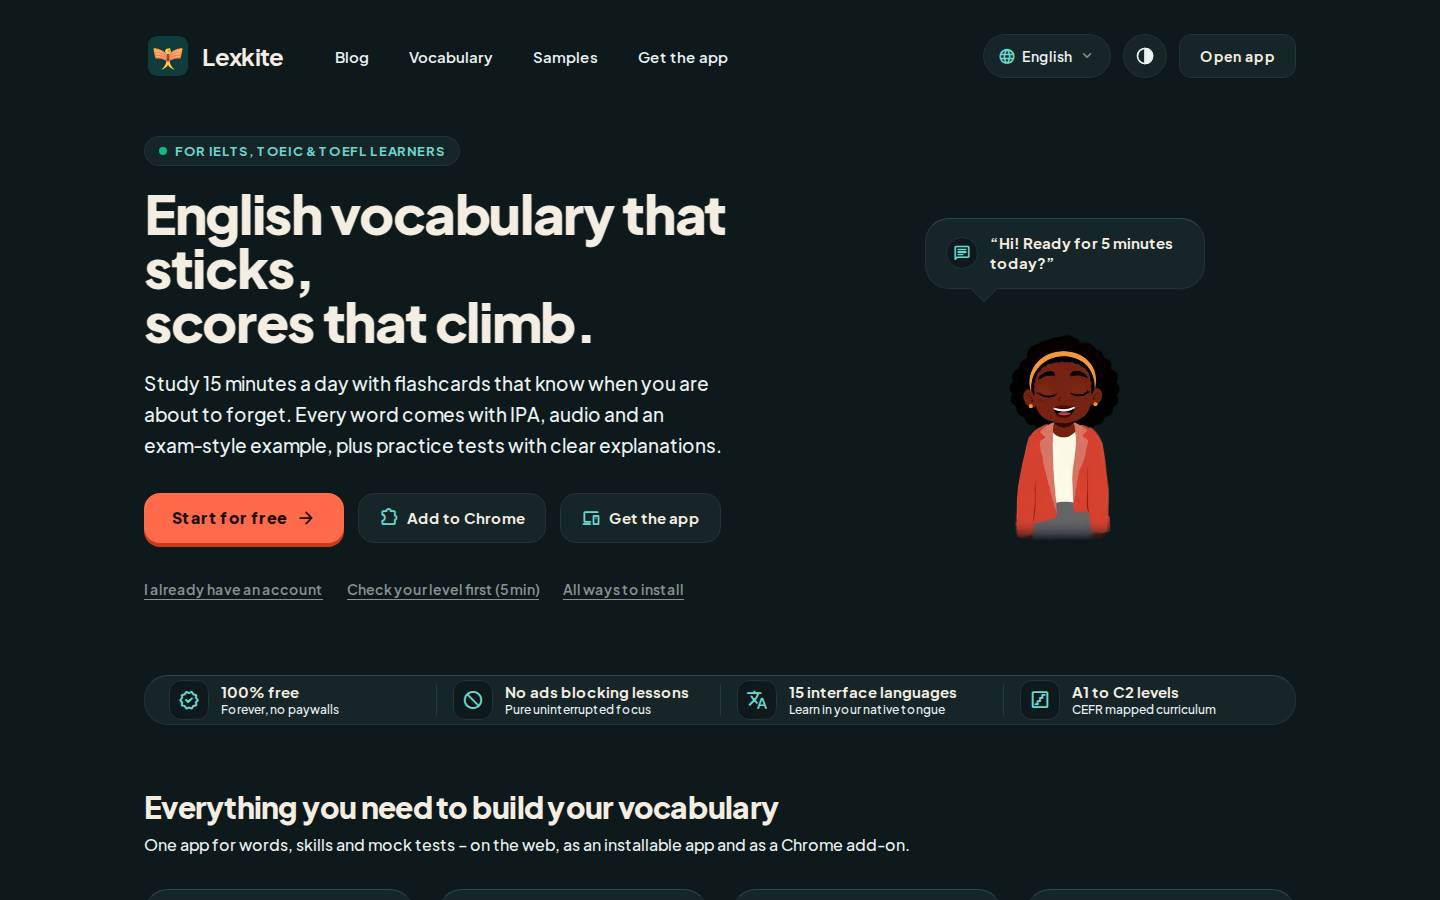 Lexkite
Blog
Vocabulary
Samples
Get the app
English
Open app
FOR IELTS, TOEIC & TOEFL LEARNERS
English vocabulary that
sticks,
scores that climb.
Study 15 minutes a day with flashcards that know when you are
about to forget. Every word comes with IPA, audio and an
exam-style example, plus practice tests with clear explanations.
Start for free
Add to Chrome
Get the app
I already have an account
Check your level first (5 min)
All ways to install
“Hi! Ready for 5 minutes
today?”
100% free
Forever, no paywalls
No ads blocking lessons
Pure uninterrupted focus
15 interface languages
Learn in your native tongue
A1 to C2 levels
CEFR mapped curriculum
Everything you need to build your vocabulary
One app for words, skills and mock tests – on the web, as an installable app and as a Chrome add-on.